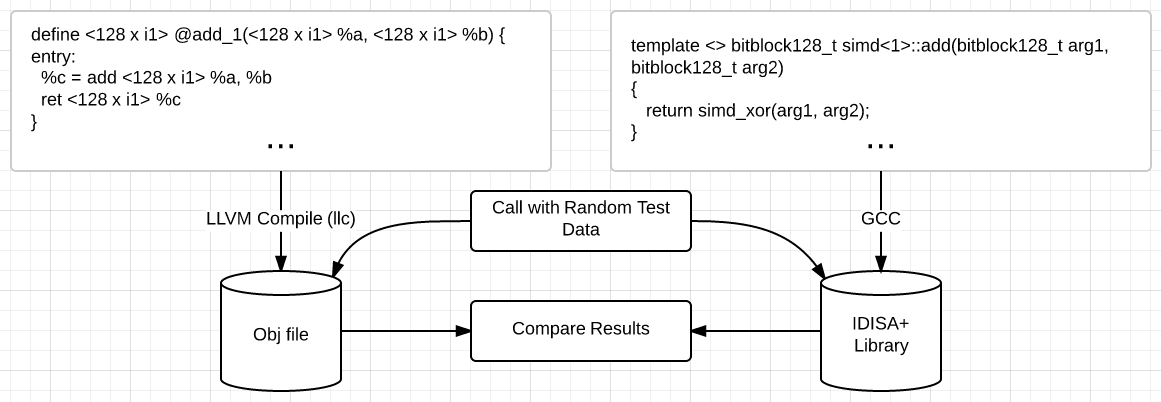 define <128 x i1> @add_1(<128 x i1> %a, <128 x i1> %b) {
entry:
  %c = add <128 x i1> %a, %b
  ret <128 x i1> %c
}
...
template <> bitblock128_t simd<1>::add(bitblock128_t arg1,
bitblock128_t arg2)
{
   return simd_xor(arg1, arg2);
}
...
LLVM Compile (llc)
Call with Random Test
Data
GCC
Obj file
Compare Results
IDISA+
Library